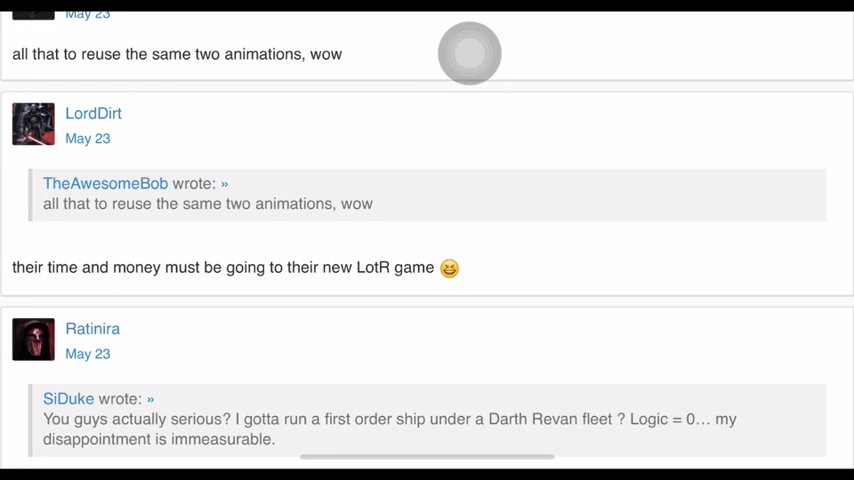 May 23
all that to reuse the same two animations, wow
LordDirt
May 23
TheAwesomeBob wrote: »
all that to reuse the same two animations, wow
their time and money must be going to their new LotR game 😆
Ratinira
May 23
SiDuke wrote: »
You guys actually serious? I gotta run a first order ship under a Darth Revan fleet ? Logic = 0… my
disappointment is immeasurable.